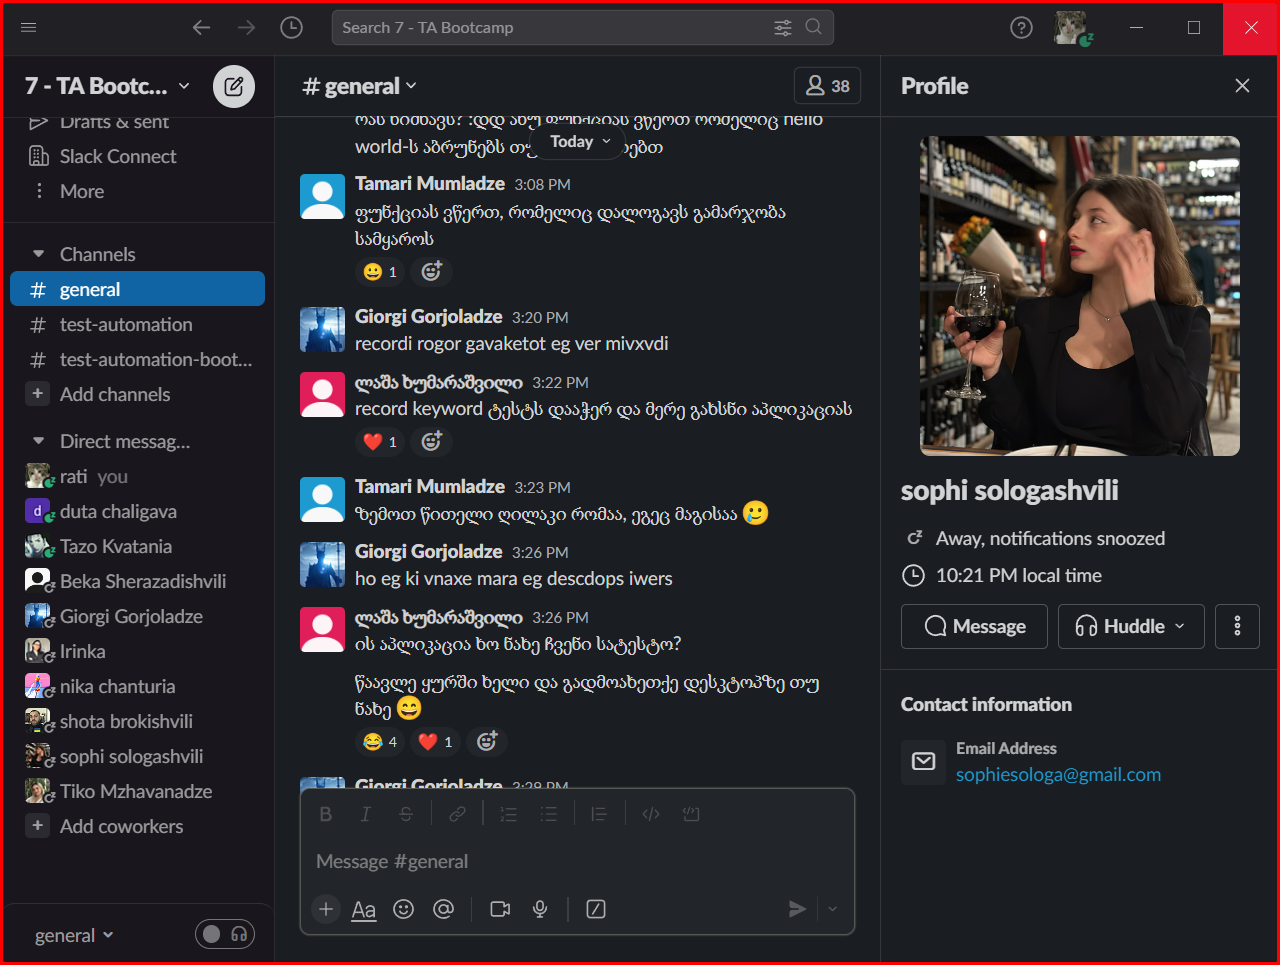 Search 7 - TA Bootcamp
7 - TA Bootc...
Drafts & sent
Slack Connect
More
Channels
general
test-automation
test-automation-boot...
Add channels
Direct messag...
rati you
d duta chaligava
Tazo Kvatania
Beka Sherazadishvili
Giorgi Gorjoladze
Irinka
nika chanturia
shota brokishvili
sophi sologashvili
Tiko Mzhavanadze
Add coworkers
general
# general
38
hello
world-ს აბრუნებს
Today
Tamari Mumladze 3:08 PM
ფუნქციას ვწერთ, რომელიც დალოგავს გამარჯობა
სამყაროს
1
Giorgi Gorjoladze 3:20 PM
recordi rogor gavaketot eg ver mivxvdi
ლაშა ხუმარაშვილი 3:22 PM
record keyword ტესტს დააჭერ და მერე გახსნი აპლიკაციას
1
Tamari Mumladze 3:23 PM
ზემოთ წითელი ღილაკი რომაა, ეგეც მაგისაა
Giorgi Gorjoladze 3:26 PM
ho eg ki vnaxe mara eg descdops iwers
ლაშა ხუმარაშვილი 3:26 PM
ის აპლიკაცია ხო ნახე ჩვენი სატესტო?
წაავლე ყურში ხელი და გადმოახეთქე დესკტოპზე თუ
ნახე
4 1
Giorgi Gorjoladze 3:29 PM
Message #general
Aa
Profile
sophi sologashvili
Away, notifications snoozed
10:21 PM local time
Message
Huddle
Contact information
Email Address
sophiesologa@gmail.com